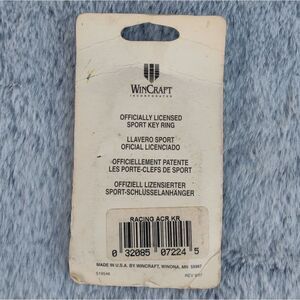 WINCRAFT
INCORPORATED
OFFICIALLY LICENSED
SPORT KEY RING
LLAVERO SPORT
OFICIAL LICENCIADO
OFFICIELLEMENT PATENTE
LES PORTE-CLEFS DE SPORT
OFFIZIELL LIZENSIERTER
SPORT-SCHLÜSSELANHÄNGER
RACING ACR KR
0 32085 07224 5
MADE IN U.S.A. BY WINCRAFT, WINONA, MN 55987